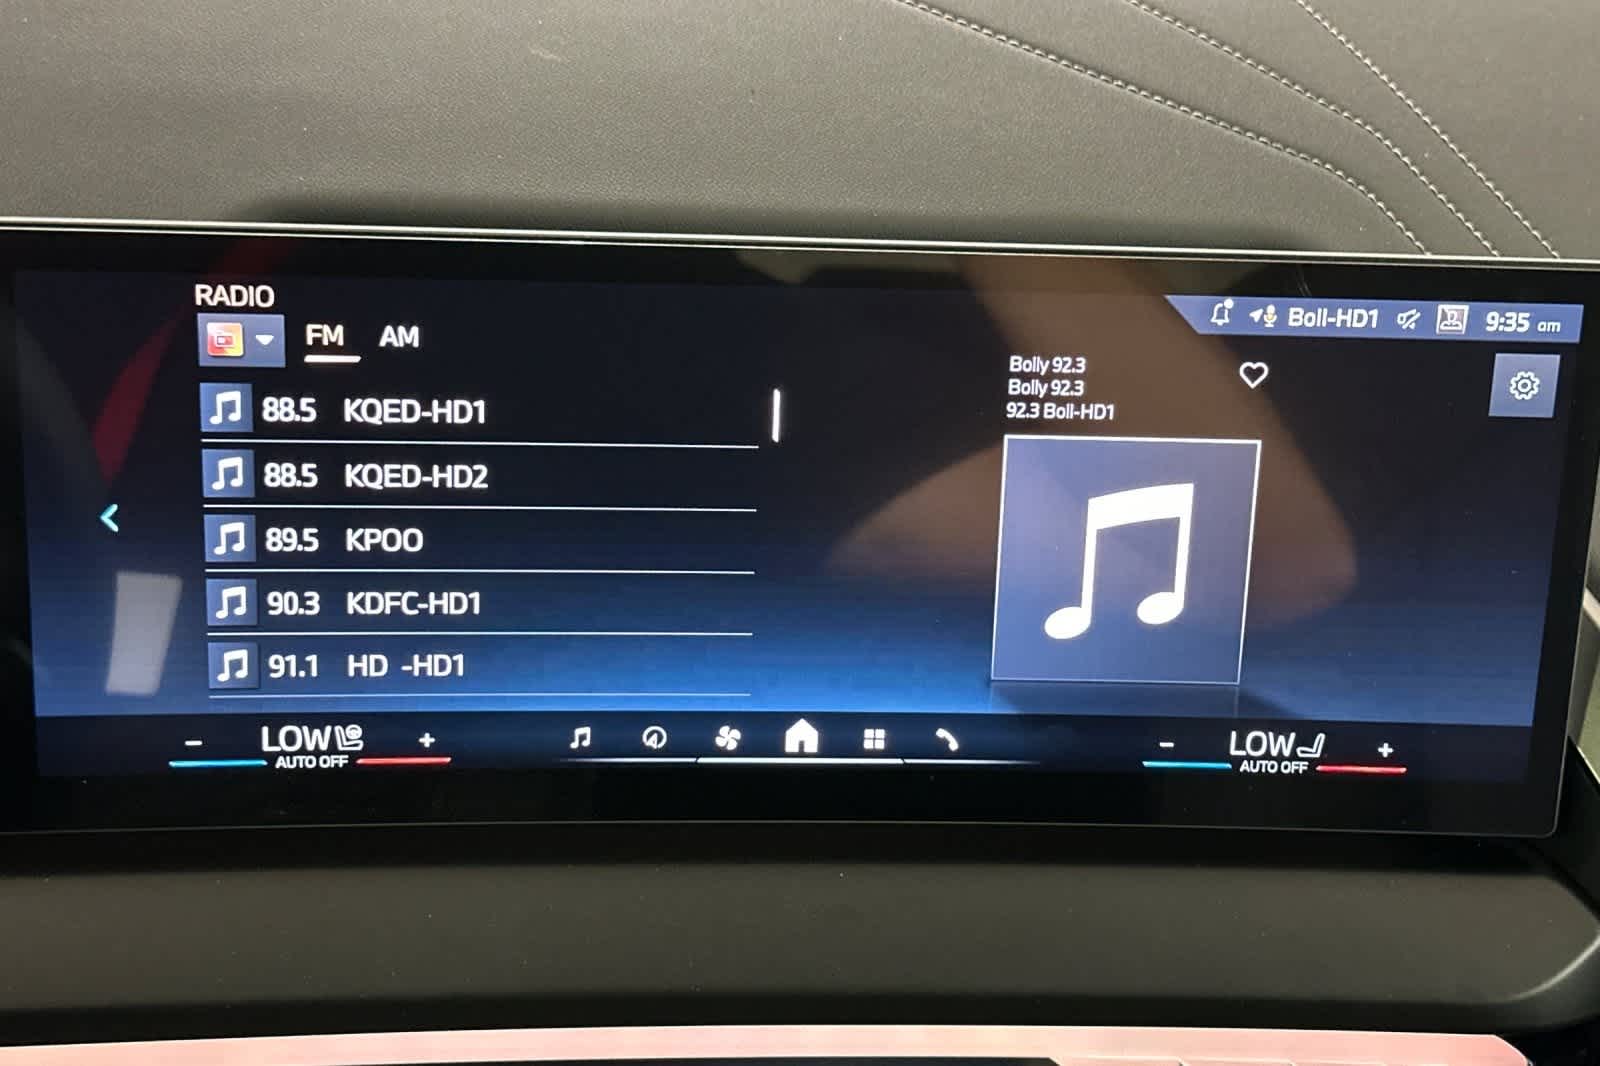 RADIO
FM AM
88.5 KQED-HD1
88.5 KQED-HD2
89.5 KPOO
90.3 KDFC-HD1
91.1 HD -HD1
Boll-HD1 9:35 am
Bolly 92.3
Bolly 92.3
92.3 Boll-HD1
- LOW +
AUTO OFF
- LOW +
AUTO OFF